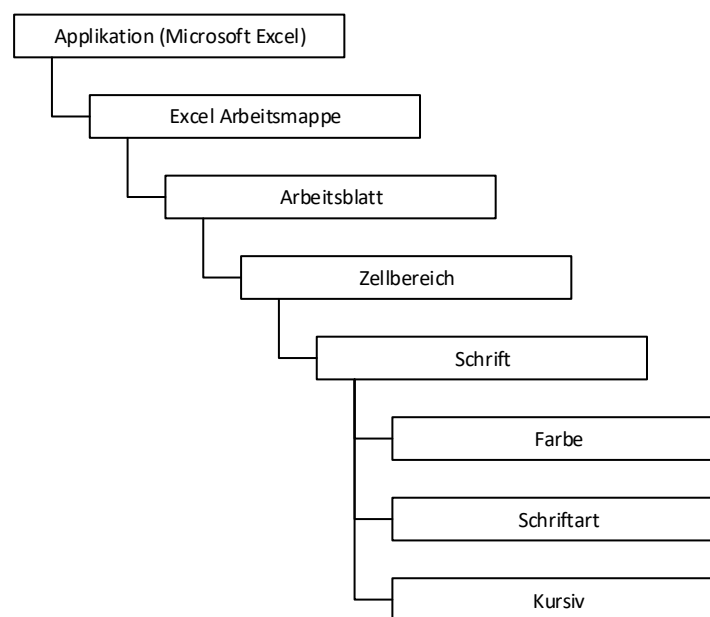 Applikation (Microsoft Excel)
Excel Arbeitsmappe
Arbeitsblatt
Zellbereich
Schrift
Farbe
Schriftart
Kursiv